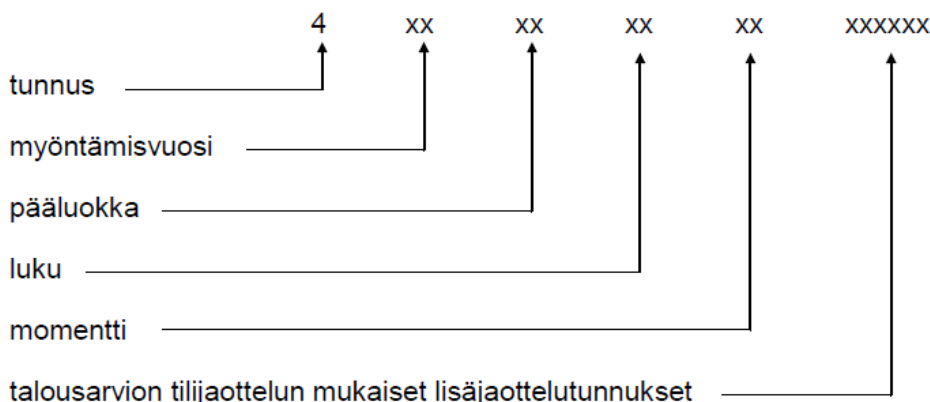 4 xx xx xx xx xxxxxx
tunnus
myöntämisvuosi
pääluokka
luku
momentti
talousarvion tilijaottelun mukaiset lisäjaottelutunnukset